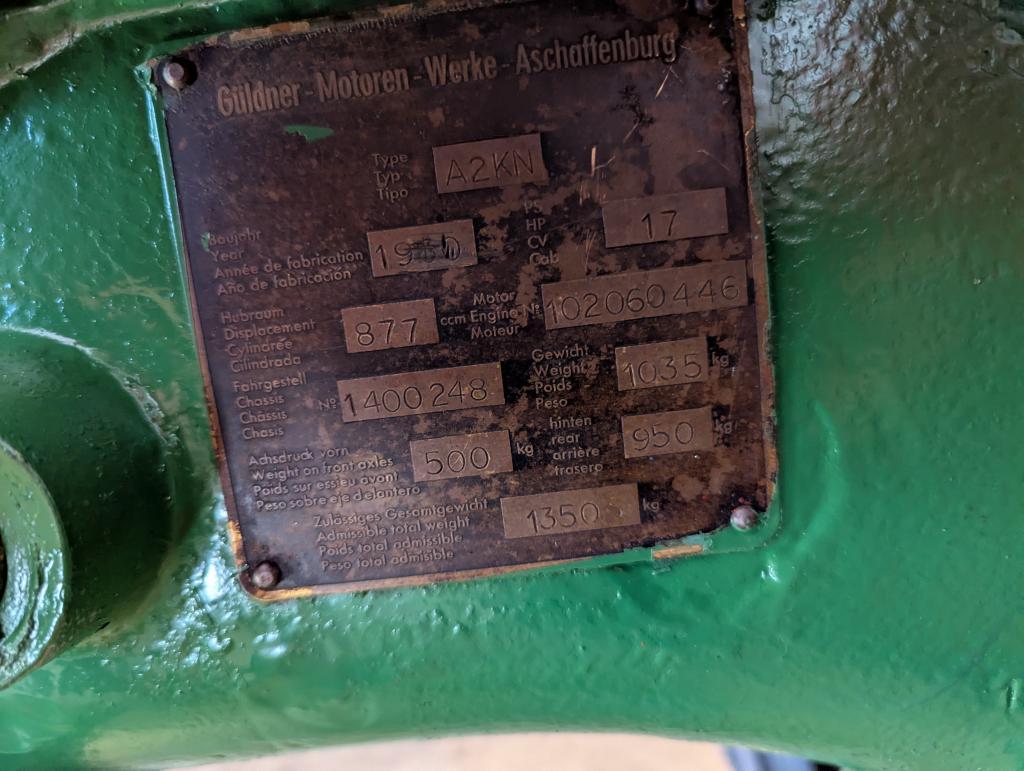 Güldner-Motoren-Werke-Aschaffenburg
Type
Typ
Tipo
A2KN
Baujahr
Year
Année de fabrication
Año de fabricación
PS
HP
CV
Cab.
17
Hubraum
Displacement
Cylindrée
Cilindrada
877 ccm
Motor
Engine
Moteur
No 102060446
Fahrgestell
Chassis
Châssis
Chasis
No 1400248
Gewicht
Weight
Poids
Peso
1035 kg
Achsdruck vorn
Weight on front axles
Poids sur essieu avant
Peso sobre eje delantero
500 kg
hinten
rear
arrière
trasero
950 kg
Zulässiges Gesamtgewicht
Admissible total weight
Poids total admissible
Peso total admisible
1350 kg